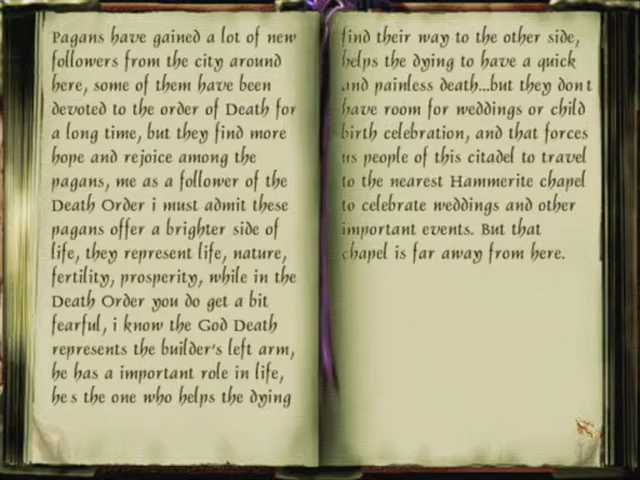 Pagans have gained a lot of new
followers from the city around
here, some of them have been
devoted to the order of Death for
a long time, but they find more
hope and rejoice among the
pagans, me as a follower of the
Death Order i must admit these
pagans offer a brighter side of
life, they represent life, nature,
fertility, prosperity, while in the
Death Order you do get a bit
fearful, i know the God Death
represents the builder's left arm,
he has a important role in life,
he s the one who helps the dying
find their way to the other side,
helps the dying to have a quick
and painless death...but they don t
have room for weddings or child
birth celebration, and that forces
us people of this citadel to travel
to the nearest Hammerite chapel
to celebrate weddings and other
important events. But that
chapel is far away from here.